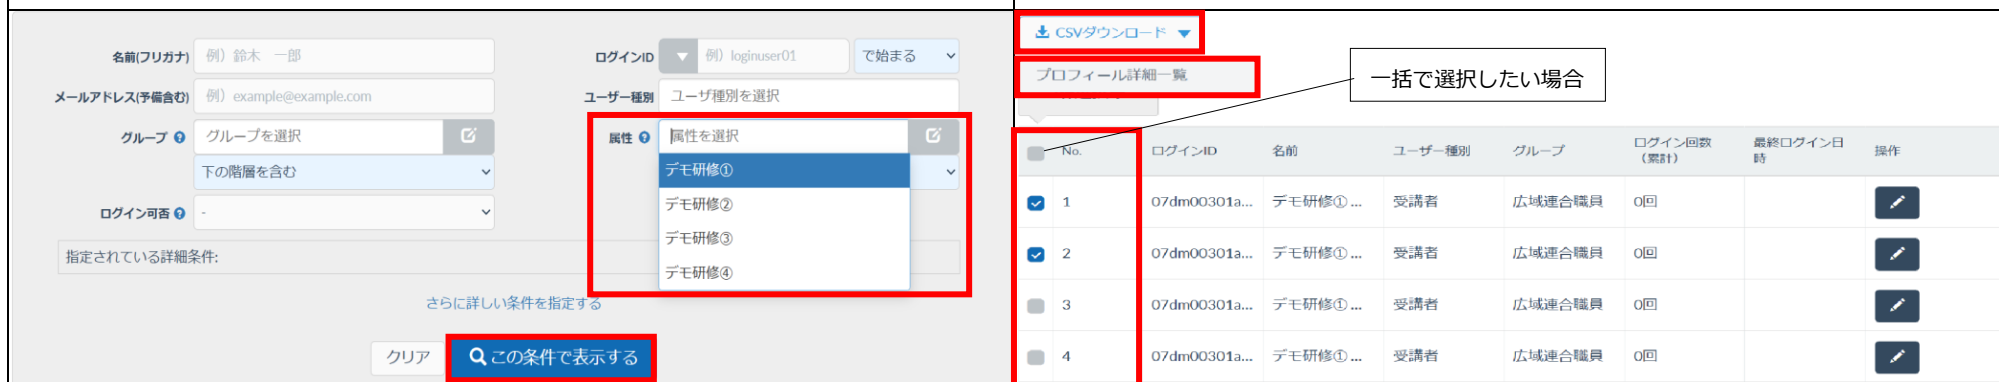 名前(フリガナ) 例）鈴木　一郎
ログインID 例）loginuser01 で始まる
メールアドレス(予備含む) 例）example@example.com
ユーザー種別 ユーザ種別を選択
グループ グループを選択
下の階層を含む
属性 属性を選択
デモ研修①
デモ研修②
デモ研修③
デモ研修④
ログイン可否 -
指定されている詳細条件:
さらに詳しい条件を指定する
クリア この条件で表示する
CSVダウンロード
プロフィール詳細一覧
一括で選択したい場合
No. ログインID 名前 ユーザー種別 グループ ログイン回数（累計） 最終ログイン日時 操作
1 07dm00301a... デモ研修① ... 受講者 広域連合職員 0回
2 07dm00301a... デモ研修① ... 受講者 広域連合職員 0回
3 07dm00301a... デモ研修① ... 受講者 広域連合職員 0回
4 07dm00301a... デモ研修① ... 受講者 広域連合職員 0回